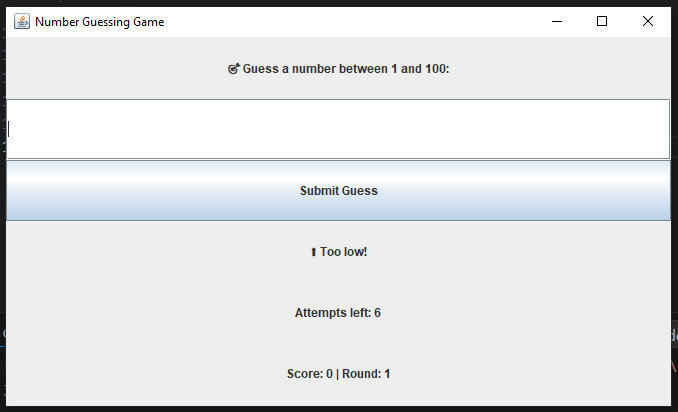 Number Guessing Game
🎯 Guess a number between 1 and 100:
Submit Guess
⬆ Too low!
Attempts left: 6
Score: 0 | Round: 1